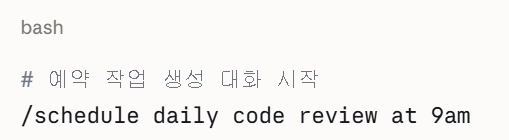 bash
# 예약 작업 생성 대화 시작
/schedule daily code review at 9am